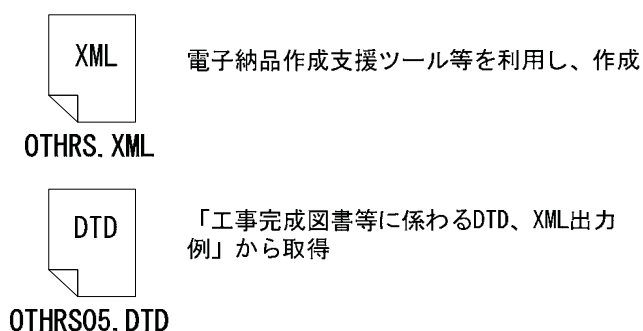 XML
電子納品作成支援ツール等を利用し、作成
OTHRS.XML
DTD
「工事完成図書等に係わるDTD、XML出力
例」から取得
OTHRS05.DTD